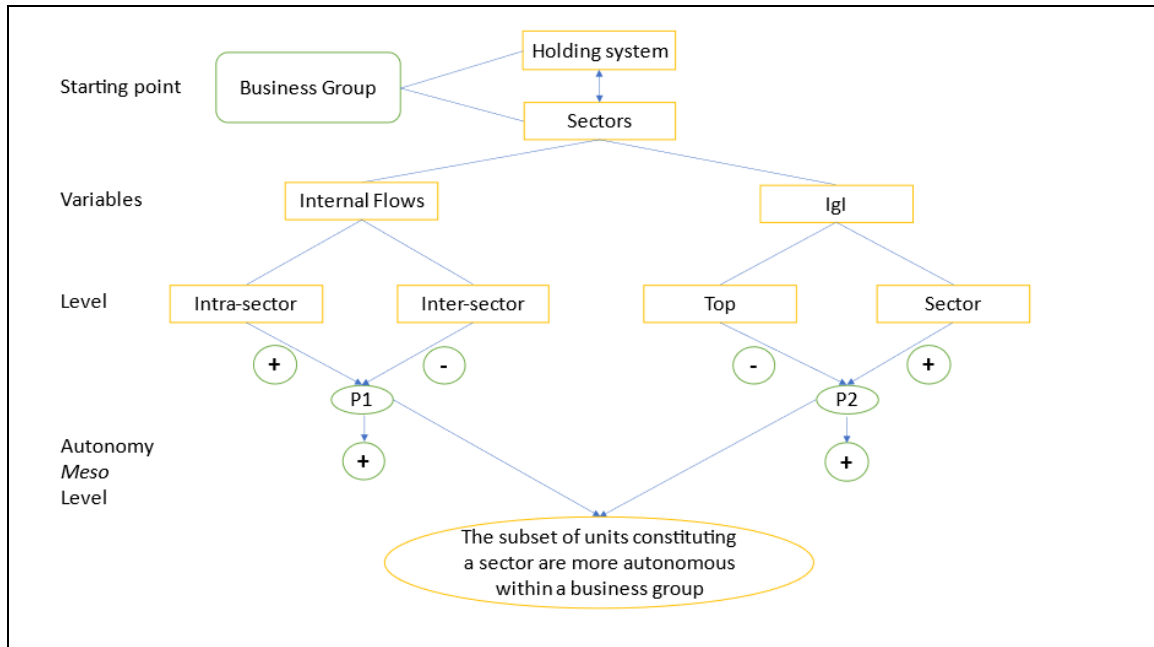 Holding system
Starting point
Business Group
Sectors
Variables
Internal Flows
IgI
Level
Intra-sector
Inter-sector
Top
Sector
+
-
-
+
P1
P2
Autonomy
Meso
Level
+
+
The subset of units constituting
a sector are more autonomous
within a business group